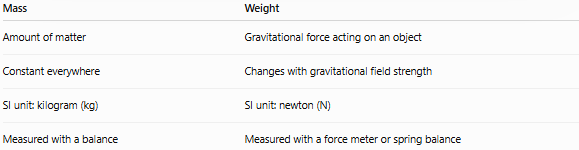 Mass Weight
Amount of matter Gravitational force acting on an object
Constant everywhere Changes with gravitational field strength
SI unit: kilogram (kg) SI unit: newton (N)
Measured with a balance Measured with a force meter or spring balance